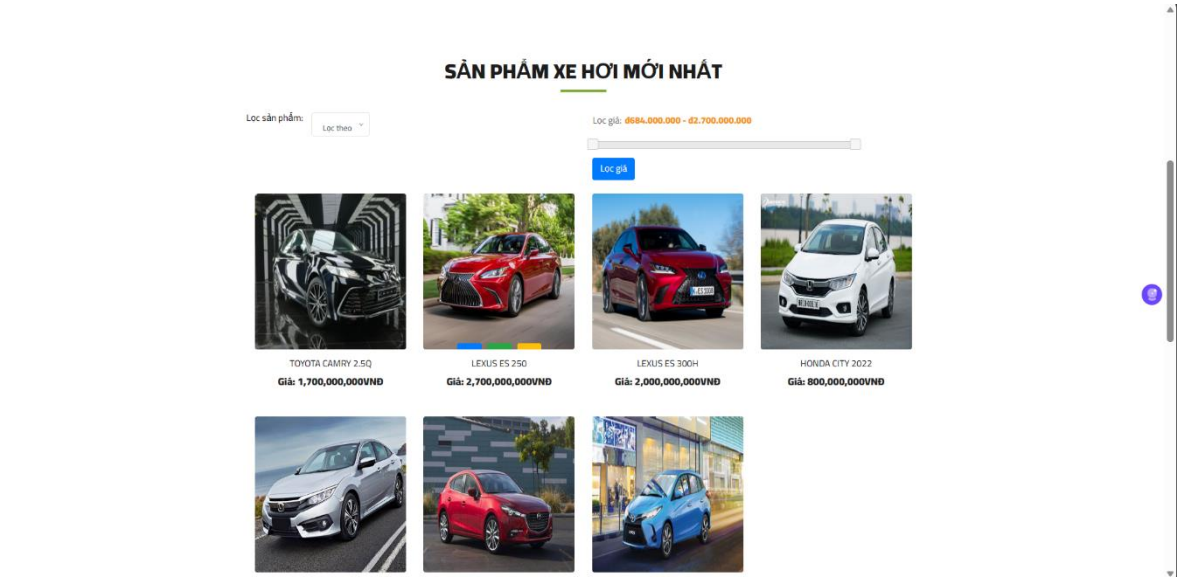 SẢN PHẨM XE HƠI MỚI NHẤT
Lọc sản phẩm:
Lọc theo
Lọc giá: đ684.000.000 - đ2.700.000.000
Lọc giá
TOYOTA CAMRY 2.5Q
LEXUS ES 250
LEXUS ES 300H
HONDA CITY 2022
Giá: 1,700,000,000VNĐ
Giá: 2,700,000,000VNĐ
Giá: 2,000,000,000VNĐ
Giá: 800,000,000VNĐ